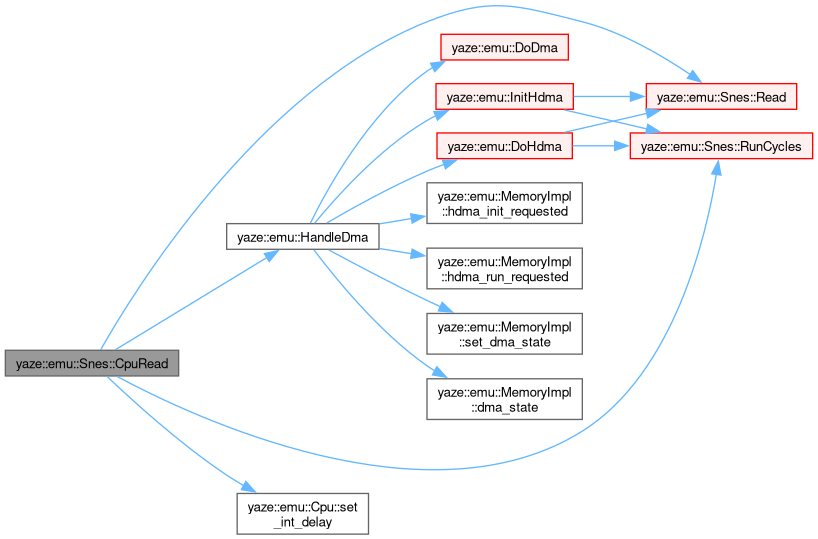 yaze::emu::DoDma
yaze::emu::InitHdma
yaze::emu::Snes::Read
yaze::emu::DoHdma
yaze::emu::Snes::RunCycles
yaze::emu::MemoryImpl
::hdma_init_requested
yaze::emu::HandleDma
yaze::emu::MemoryImpl
::hdma_run_requested
yaze::emu::MemoryImpl
::set_dma_state
yaze::emu::Snes::CpuRead
yaze::emu::MemoryImpl
::dma_state
yaze::emu::Cpu::set
_int_delay